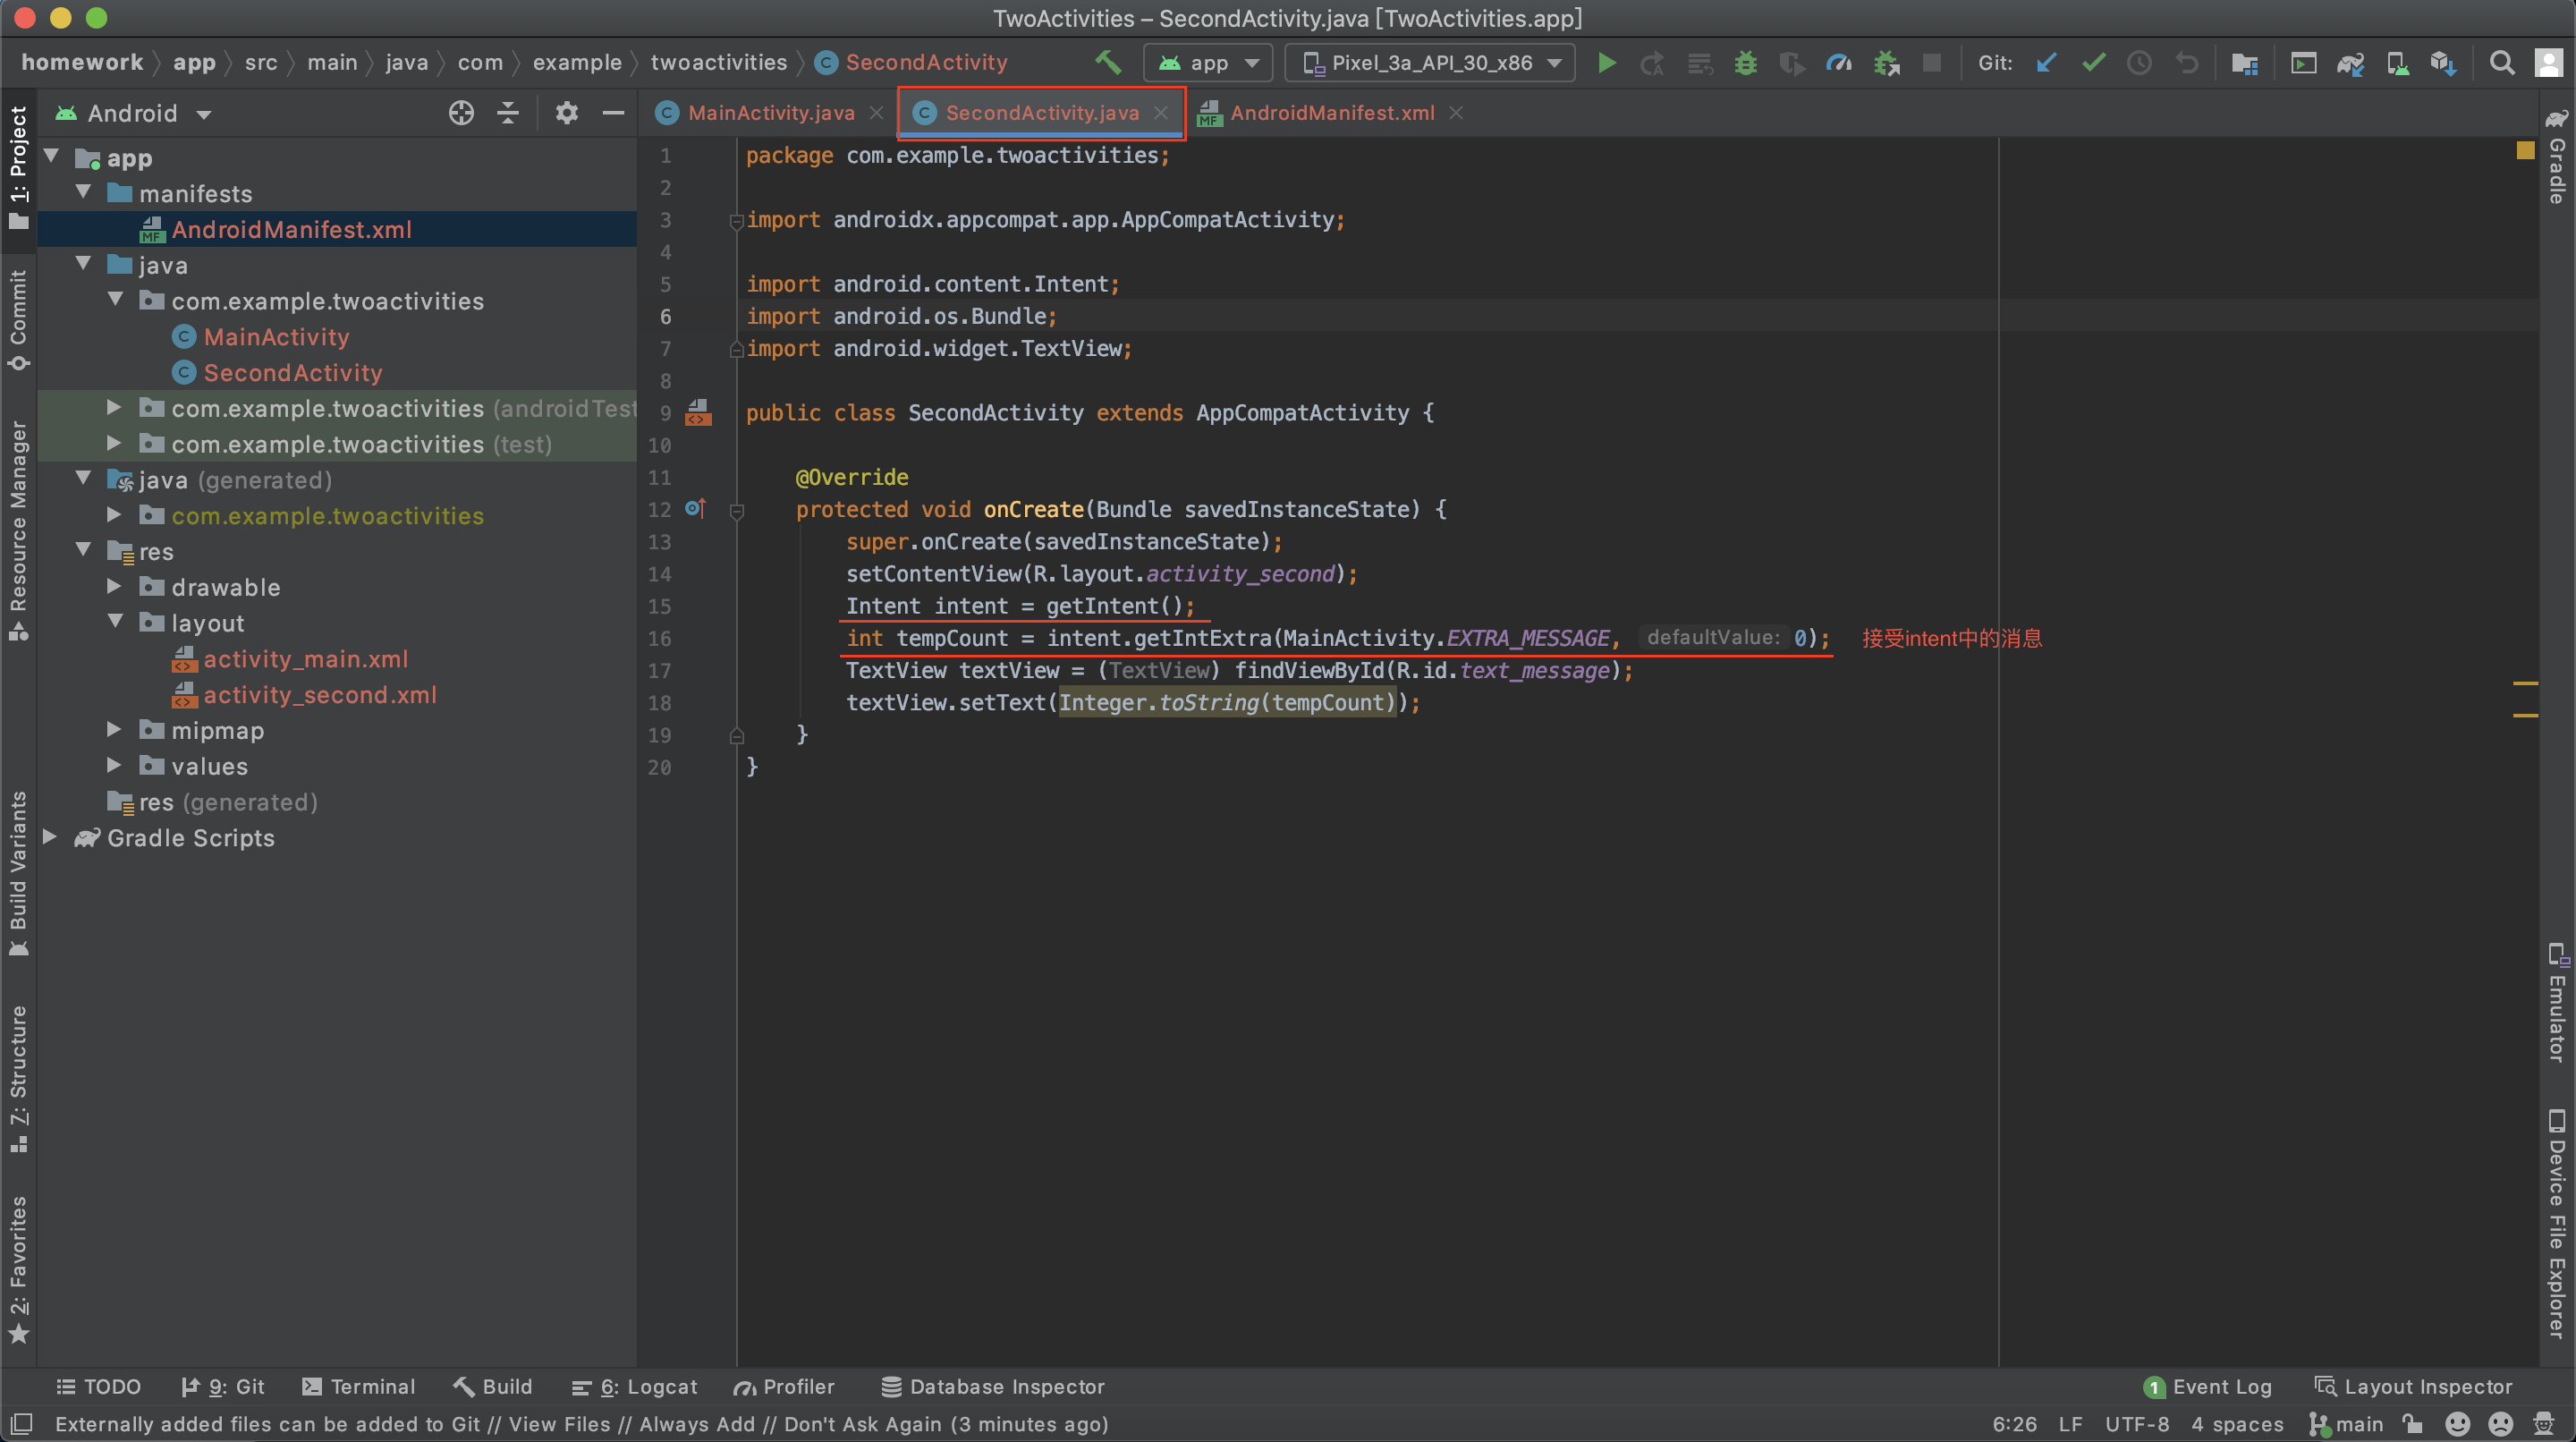 TwoActivities – SecondActivity.java [TwoActivities.app]
homework app src main java com example twoactivities SecondActivity
app Pixel_3a_API_30_x86 Git:
1: Project
Commit
Resource Manager
Build Variants
Z: Structure
2: Favorites
Android
app
manifests
AndroidManifest.xml
java
com.example.twoactivities
MainActivity
SecondActivity
com.example.twoactivities (androidTest
com.example.twoactivities (test)
java (generated)
com.example.twoactivities
res
drawable
layout
activity_main.xml
activity_second.xml
mipmap
values
res (generated)
Gradle Scripts
MainActivity.java SecondActivity.java AndroidManifest.xml
1 package com.example.twoactivities;
2
3 import androidx.appcompat.app.AppCompatActivity;
4
5 import android.content.Intent;
6 import android.os.Bundle;
7 import android.widget.TextView;
8
9 public class SecondActivity extends AppCompatActivity {
10
11 @Override
12 protected void onCreate(Bundle savedInstanceState) {
13 super.onCreate(savedInstanceState);
14 setContentView(R.layout.activity_second);
15 Intent intent = getIntent();
16 int tempCount = intent.getIntExtra(MainActivity.EXTRA_MESSAGE, defaultValue: 0); 接受intent中的消息
17 TextView textView = (TextView) findViewById(R.id.text_message);
18 textView.setText(Integer.toString(tempCount));
19 }
20 }
Gradle
Emulator
Device File Explorer
TODO 9: Git Terminal Build 6: Logcat Profiler Database Inspector 1 Event Log Layout Inspector
Externally added files can be added to Git // View Files // Always Add // Don't Ask Again (3 minutes ago) 6:26 LF UTF-8 4 spaces main